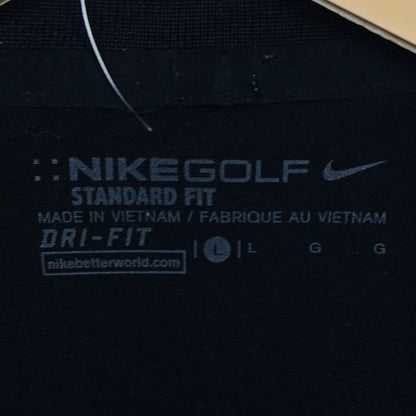 NIKEGOLF
STANDARD FIT
MADE IN VIETNAM / FABRIQUE AU VIETNAM
DRI-FIT
nikebetterworld.com | L | L G G